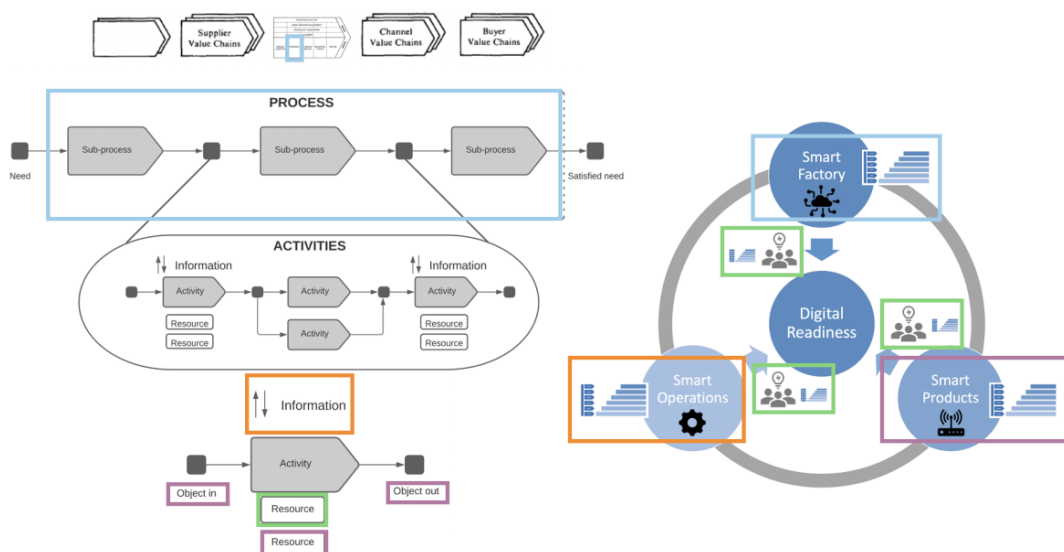 Supplier
Value Chains
Channel
Value Chains
Buyer
Value Chains
PROCESS
Sub-process
Sub-process
Sub-process
Need
Satisfied need
ACTIVITIES
Information
Information
Activity
Activity
Activity
Activity
Resource
Resource
Resource
Resource
Information
Activity
Object in
Object out
Resource
Resource
Smart
Factory
Digital
Readiness
Smart
Operations
Smart
Products